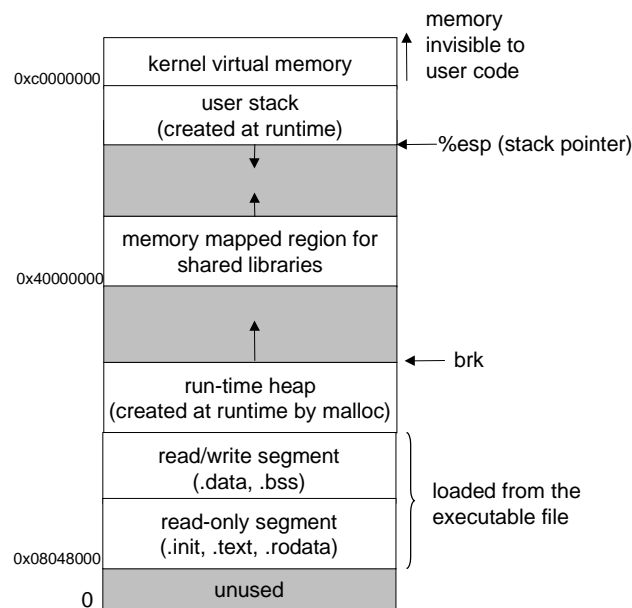 memory
invisible to
user code
kernel virtual memory
0xc0000000
user stack
(created at runtime)
%esp (stack pointer)
memory mapped region for
shared libraries
0x40000000
brk
run-time heap
(created at runtime by malloc)
read/write segment
(.data, .bss)
loaded from the
executable file
read-only segment
(.init, .text, .rodata)
0x08048000
unused
0